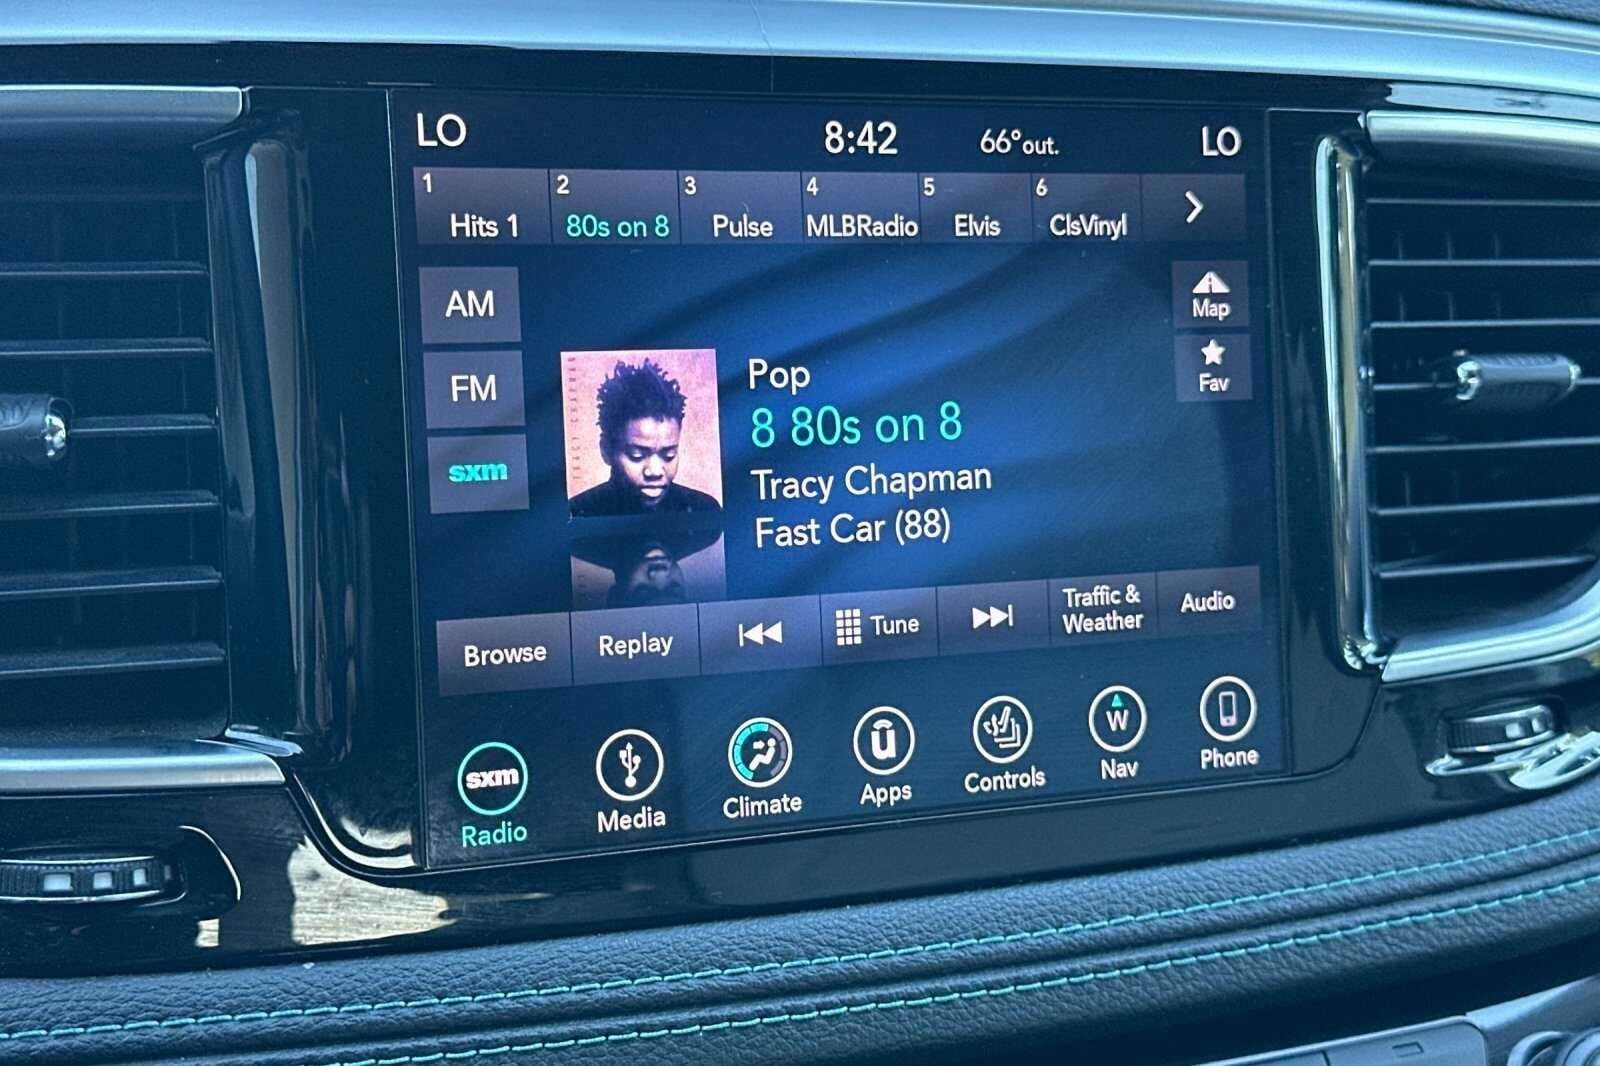 LO 8:42 66° out. LO
1 2 3 4 5 6
Hits 1 80s on 8 Pulse MLBRadio Elvis ClsVinyl
AM
FM
sxm
Map
Fav
TRACY CHAPMAN
Pop
8 80s on 8
Tracy Chapman
Fast Car (88)
Browse Replay Tune Traffic & Weather Audio
sxm
Radio
Media
Climate
u
Apps
Controls
W
Nav
Phone